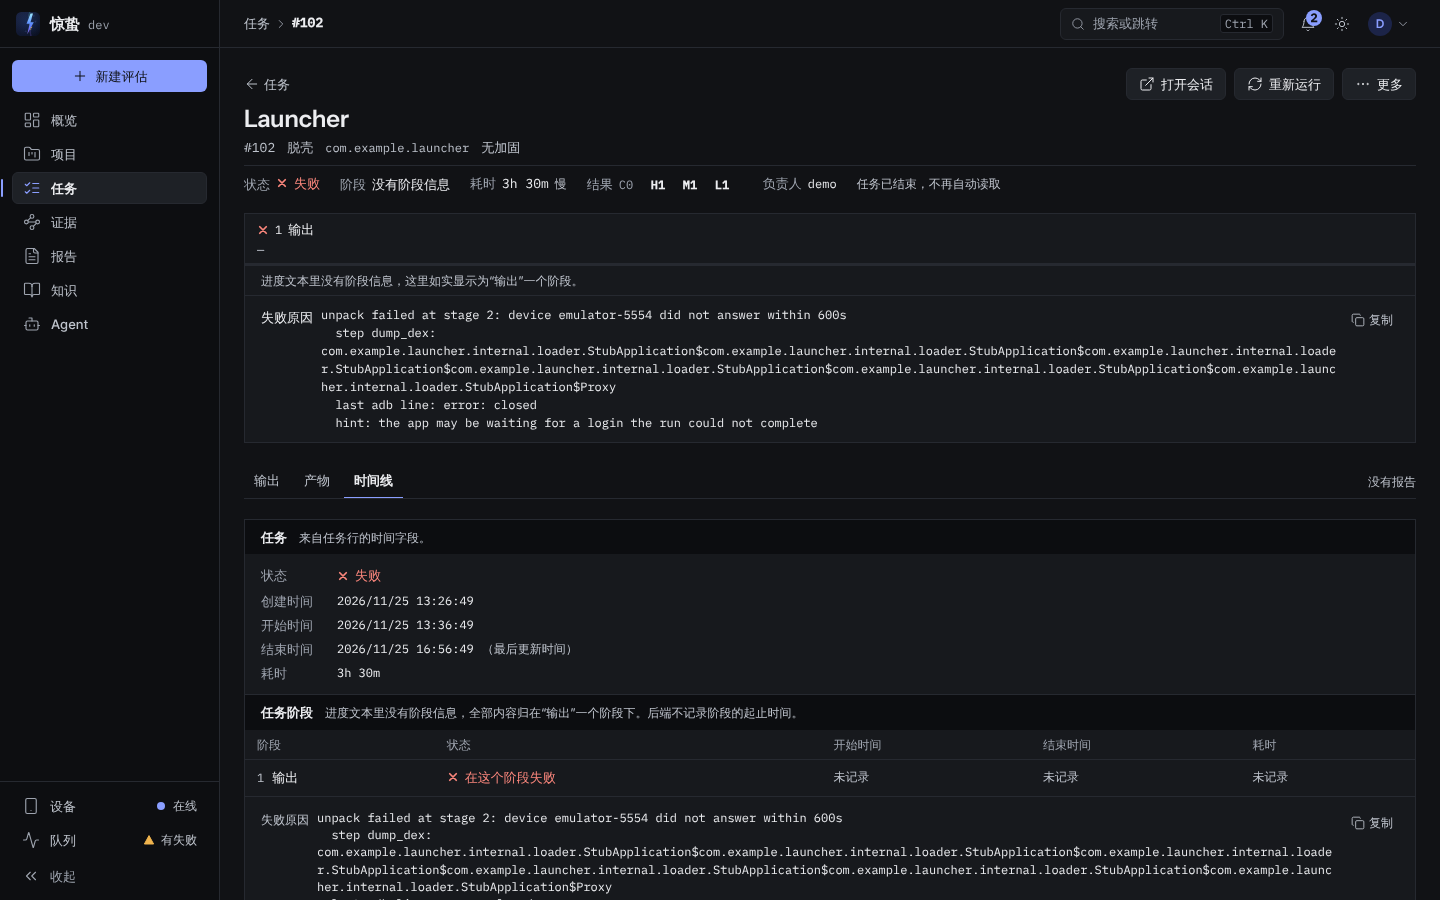 惊蛰 dev
任务 > #102
搜索或跳转 Ctrl K
2
D
新建评估
概览
项目
任务
证据
报告
知识
Agent
设备 在线
队列 有失败
收起
← 任务
打开会话
重新运行
··· 更多
Launcher
#102 脱壳 com.example.launcher 无加固
状态 失败 阶段 没有阶段信息 耗时 3h 30m 慢 结果 C0 H1 M1 L1 负责人 demo 任务已结束，不再自动读取
1 输出
—
进度文本里没有阶段信息，这里如实显示为“输出”一个阶段。
失败原因 unpack failed at stage 2: device emulator-5554 did not answer within 600s
step dump_dex:
com.example.launcher.internal.loader.StubApplication$com.example.launcher.internal.loader.StubApplication$com.example.launcher.internal.loade
r.StubApplication$com.example.launcher.internal.loader.StubApplication$com.example.launcher.internal.loader.StubApplication$com.example.launc
her.internal.loader.StubApplication$Proxy
last adb line: error: closed
hint: the app may be waiting for a login the run could not complete
复制
输出 产物 时间线
没有报告
任务 来自任务行的时间字段。
状态 失败
创建时间 2026/11/25 13:26:49
开始时间 2026/11/25 13:36:49
结束时间 2026/11/25 16:56:49 （最后更新时间）
耗时 3h 30m
任务阶段 进度文本里没有阶段信息，全部内容归在“输出”一个阶段下。后端不记录阶段的起止时间。
阶段 状态 开始时间 结束时间 耗时
1 输出 在这个阶段失败 未记录 未记录 未记录
失败原因 unpack failed at stage 2: device emulator-5554 did not answer within 600s
step dump_dex:
com.example.launcher.internal.loader.StubApplication$com.example.launcher.internal.loader.StubApplication$com.example.launcher.internal.loade
r.StubApplication$com.example.launcher.internal.loader.StubApplication$com.example.launcher.internal.loader.StubApplication$com.example.launc
her.internal.loader.StubApplication$Proxy
复制